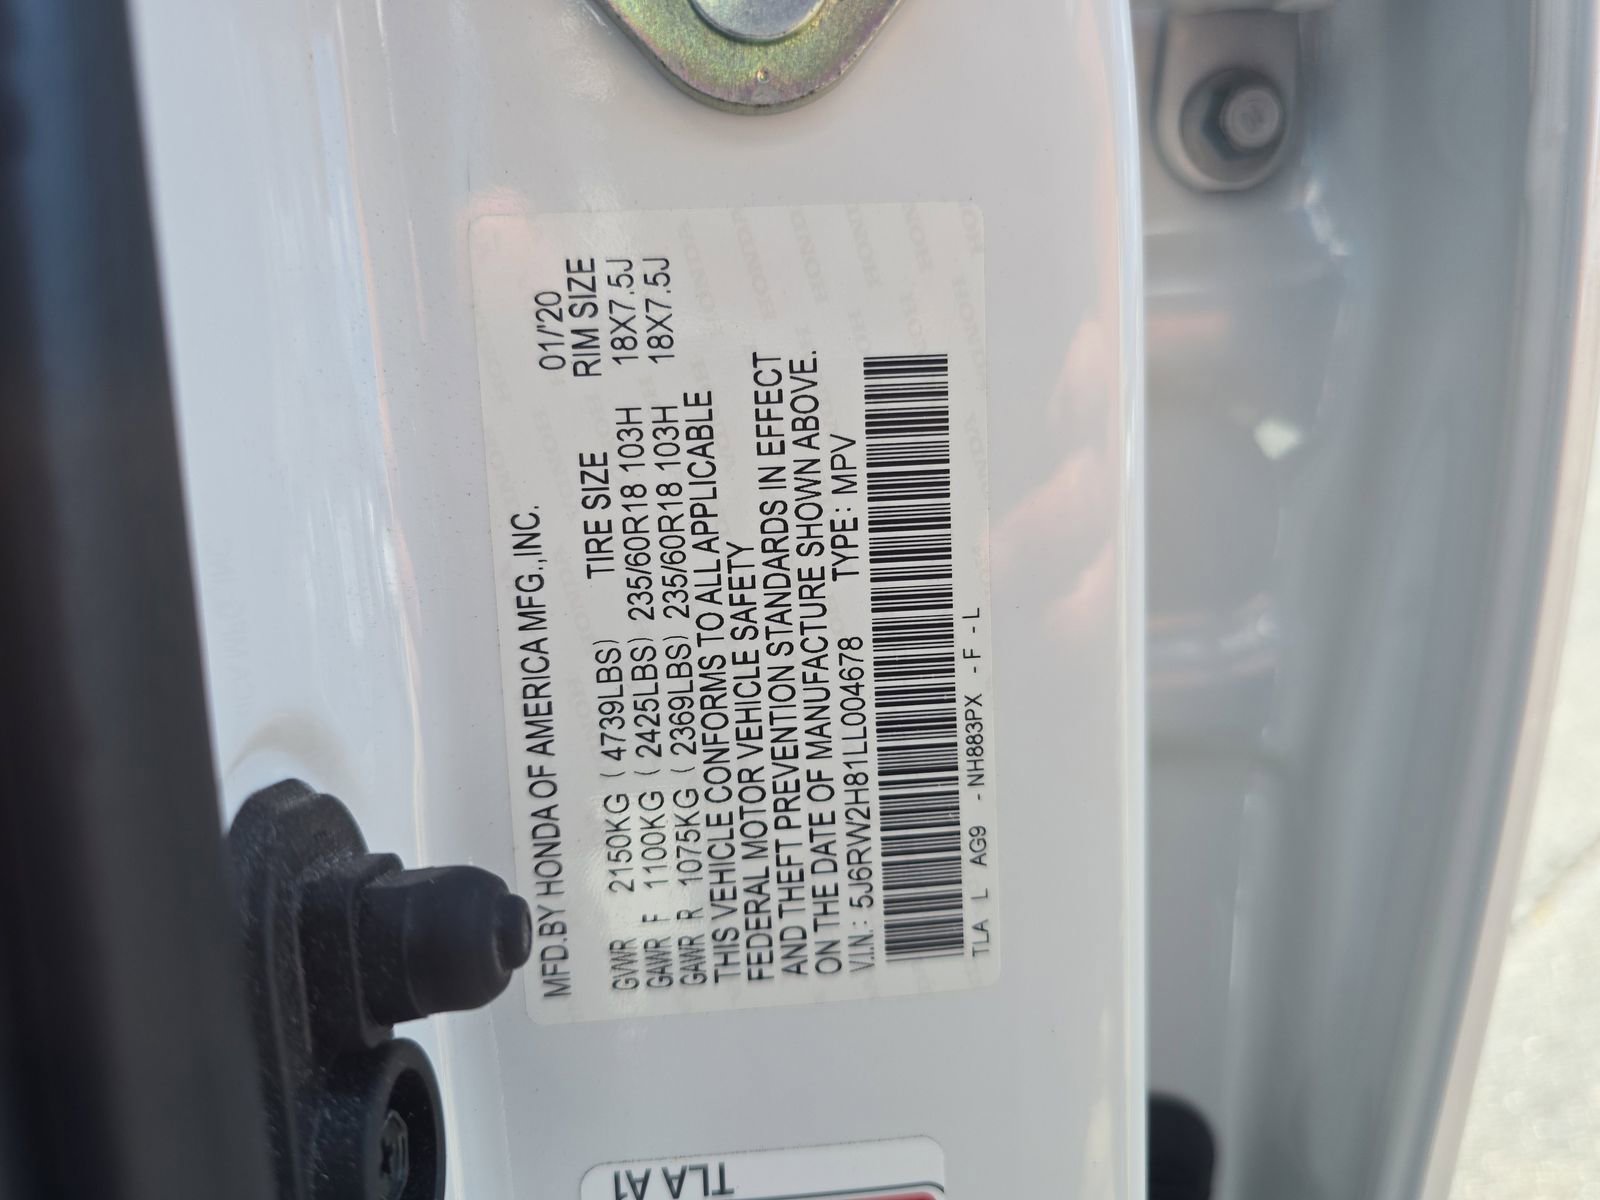 MFD.BY HONDA OF AMERICA MFG.,INC. 01/'20
TIRE SIZE RIM SIZE
GVWR 2150KG ( 4739LBS) 
GAWR F 1100KG ( 2425LBS) 235/60R18 103H 18X7.5J
GAWR R 1075KG ( 2369LBS) 235/60R18 103H 18X7.5J
THIS VEHICLE CONFORMS TO ALL APPLICABLE
FEDERAL MOTOR VEHICLE SAFETY
AND THEFT PREVENTION STANDARDS IN EFFECT
ON THE DATE OF MANUFACTURE SHOWN ABOVE.
V.I.N.: 5J6RW2H81LL004678 TYPE: MPV
TLA L AG9 - NH883PX - F - L
TLA A1